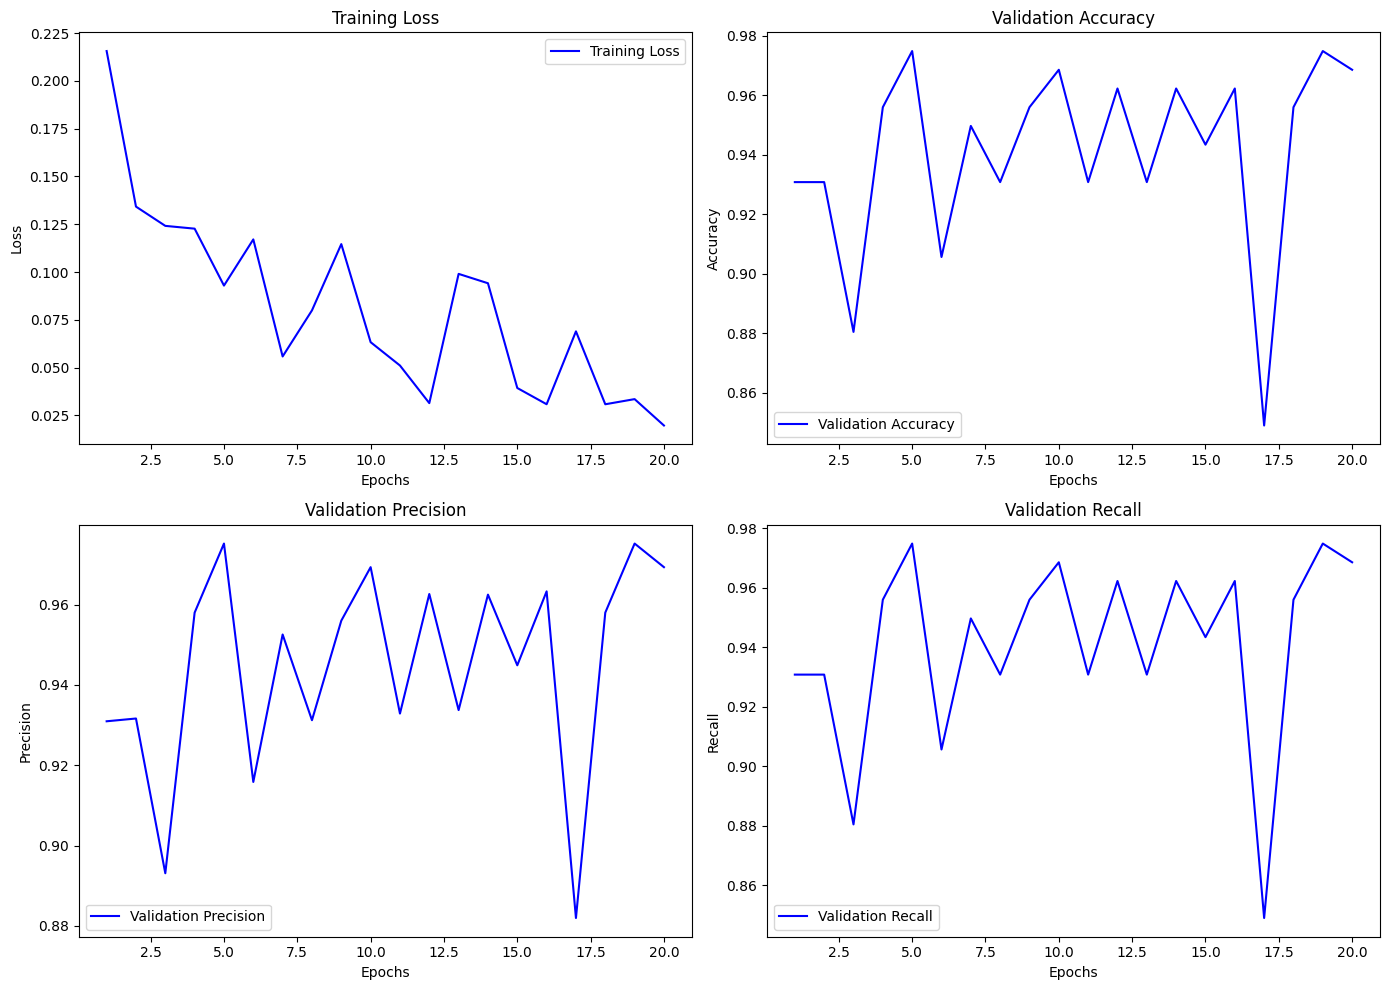 Training Loss
Loss
0.225
0.200
0.175
0.150
0.125
0.100
0.075
0.050
0.025
Training Loss
2.5 5.0 7.5 10.0 12.5 15.0 17.5 20.0
Epochs
Validation Accuracy
Accuracy
0.98
0.96
0.94
0.92
0.90
0.88
0.86
Validation Accuracy
2.5 5.0 7.5 10.0 12.5 15.0 17.5 20.0
Epochs
Validation Precision
Precision
0.96
0.94
0.92
0.90
0.88
Validation Precision
2.5 5.0 7.5 10.0 12.5 15.0 17.5 20.0
Epochs
Validation Recall
Recall
0.98
0.96
0.94
0.92
0.90
0.88
0.86
Validation Recall
2.5 5.0 7.5 10.0 12.5 15.0 17.5 20.0
Epochs